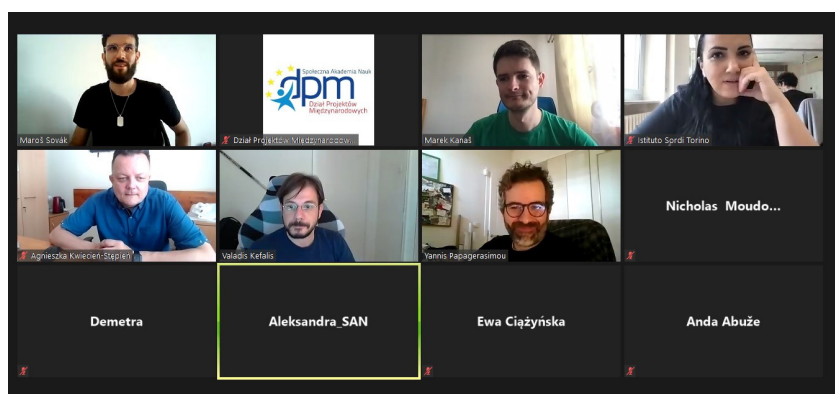 Społeczna Akademia Nauk
dpm
Dział Projektów
Międzynarodowych
Maroš Sovák
Dział Projektów Międzynarodow...
Marek Kanaš
Istituto Sordi Torino
Agnieszka Kwiecień-Stępień
Valadis Kefalis
Yannis Papagerasimou
Nicholas Moudo...
Demetra
Aleksandra_SAN
Ewa Ciążyńska
Anda Abuže